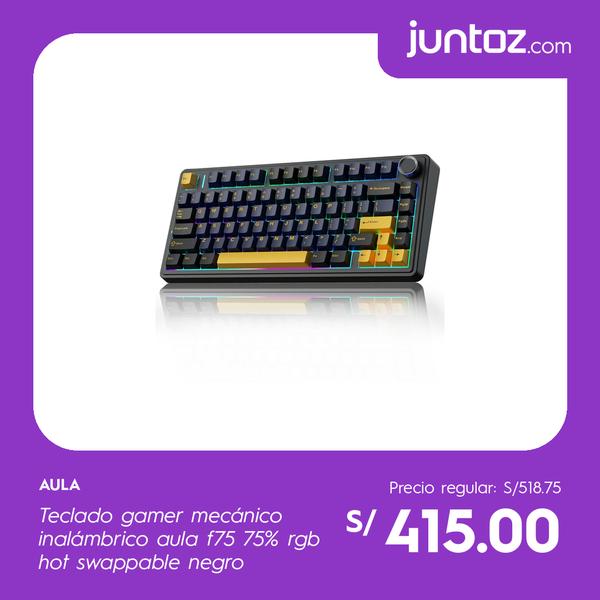 juntoz.com
AULA
Teclado gamer mecánico
inalámbrico aula f75 75% rgb
hot swappable negro
Precio regular: S/518.75
S/ 415.00